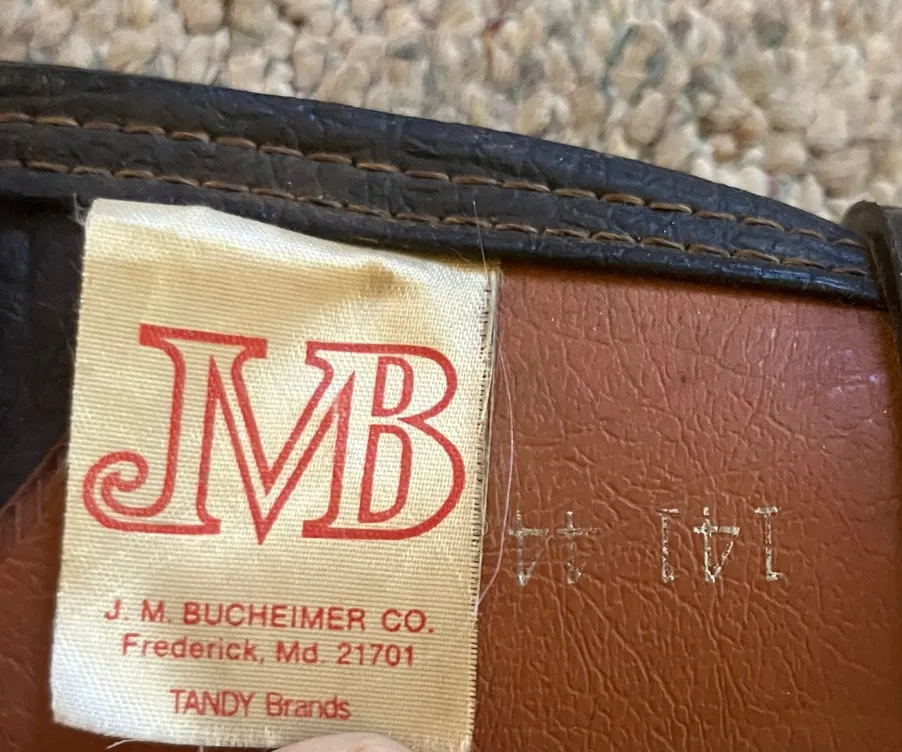 JMB
J. M. BUCHEIMER CO.
Frederick, Md. 21701
TANDY Brands